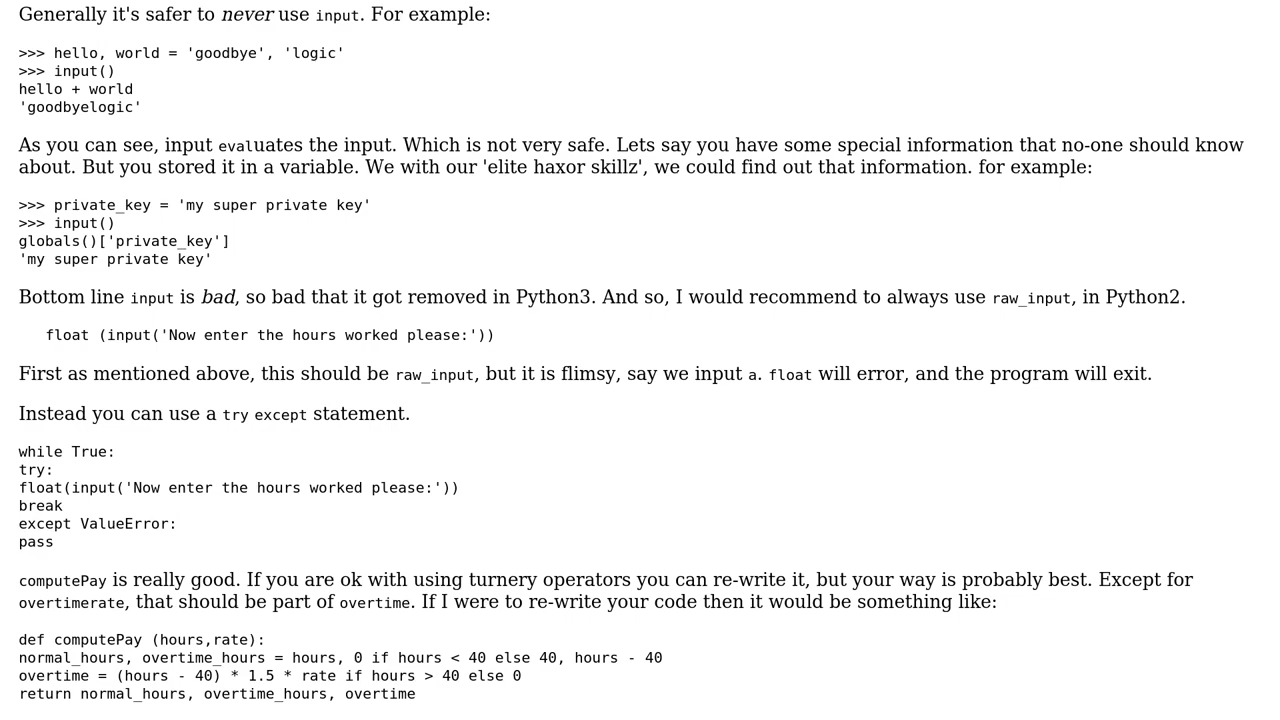 Generally it's safer to never use input. For example:
>>> hello, world = 'goodbye', 'logic'
>>> input()
hello + world
'goodbyelogic'
As you can see, input evaluates the input. Which is not very safe. Lets say you have some special information that no-one should know
about. But you stored it in a variable. We with our 'elite haxor skillz', we could find out that information. for example:
>>> private_key = 'my super private key'
>>> input()
globals()['private_key']
'my super private key'
Bottom line input is bad, so bad that it got removed in Python3. And so, I would recommend to always use raw_input, in Python2.
float (input('Now enter the hours worked please:'))
First as mentioned above, this should be raw_input, but it is flimsy, say we input a. float will error, and the program will exit.
Instead you can use a try except statement.
while True:
try:
float(input('Now enter the hours worked please:'))
break
except ValueError:
pass
computePay is really good. If you are ok with using turnery operators you can re-write it, but your way is probably best. Except for
overtimerate, that should be part of overtime. If I were to re-write your code then it would be something like:
def computePay (hours,rate):
normal_hours, overtime_hours = hours, 0 if hours < 40 else 40, hours - 40
overtime = (hours - 40) * 1.5 * rate if hours > 40 else 0
return normal_hours, overtime_hours, overtime